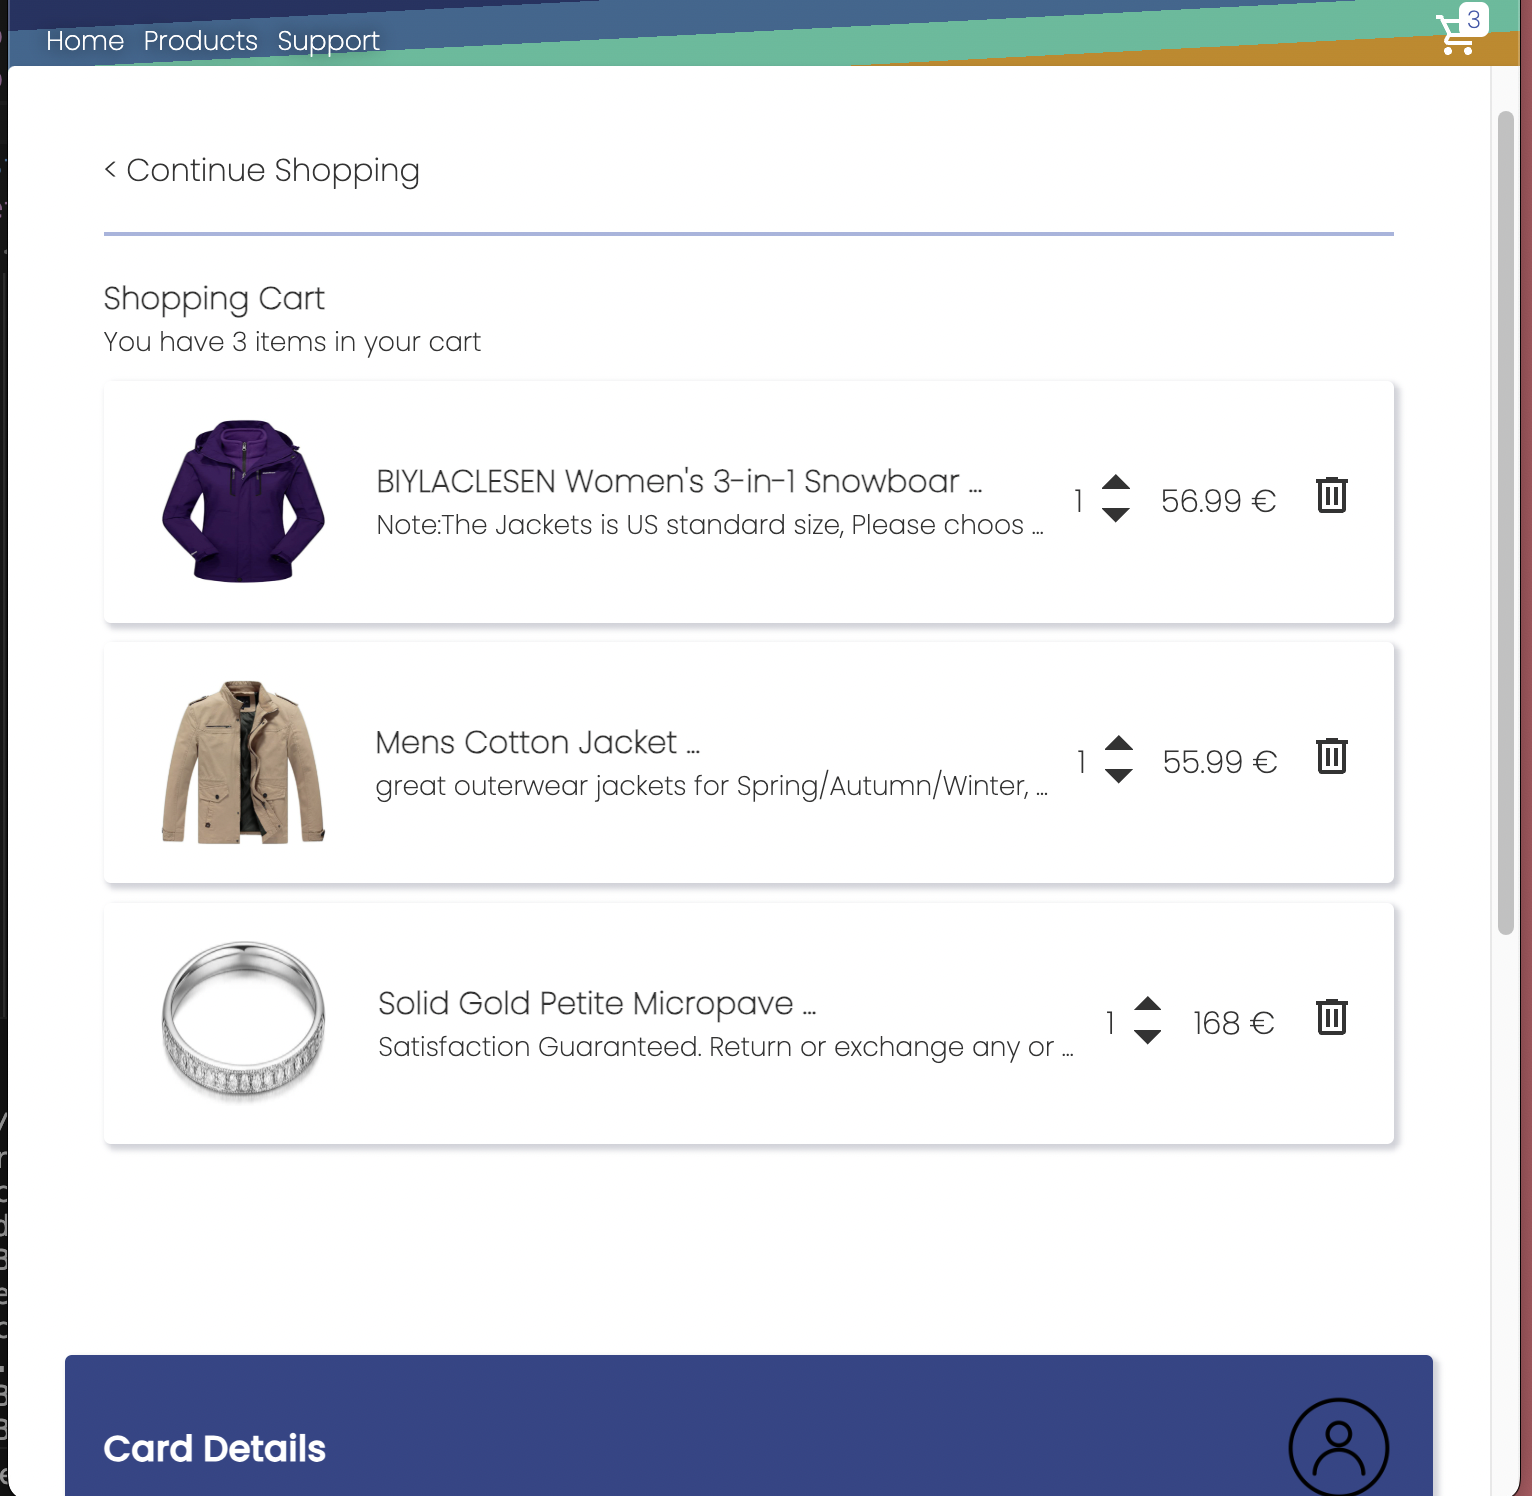 Home Products Support
3
< Continue Shopping
Shopping Cart
You have 3 items in your cart
BIYLACLESEN Women's 3-in-1 Snowboar ...
Note:The Jackets is US standard size, Please choos ...
1
56.99 €
Mens Cotton Jacket ...
great outerwear jackets for Spring/Autumn/Winter, ...
1
55.99 €
Solid Gold Petite Micropave ...
Satisfaction Guaranteed. Return or exchange any or ...
1
168 €
Card Details